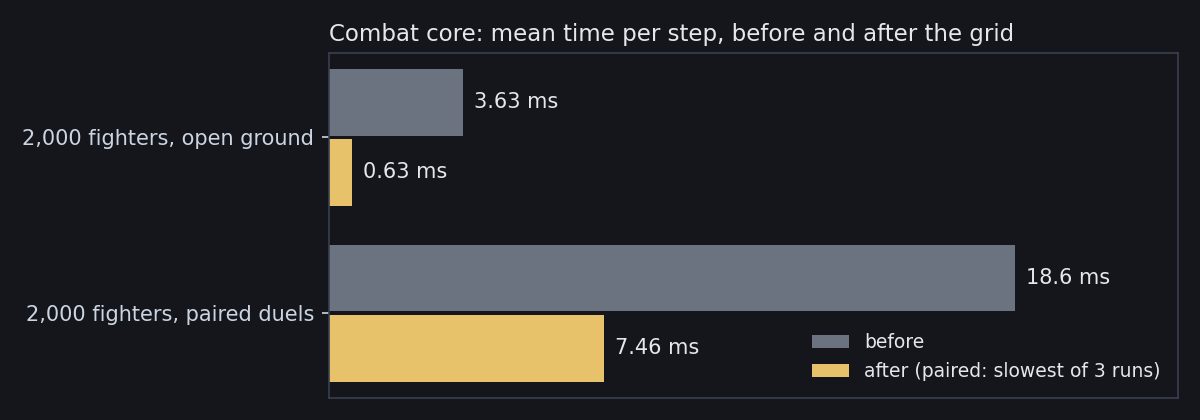 Combat core: mean time per step, before and after the grid
2,000 fighters, open ground
3.63 ms
0.63 ms
2,000 fighters, paired duels
18.6 ms
7.46 ms
before
after (paired: slowest of 3 runs)